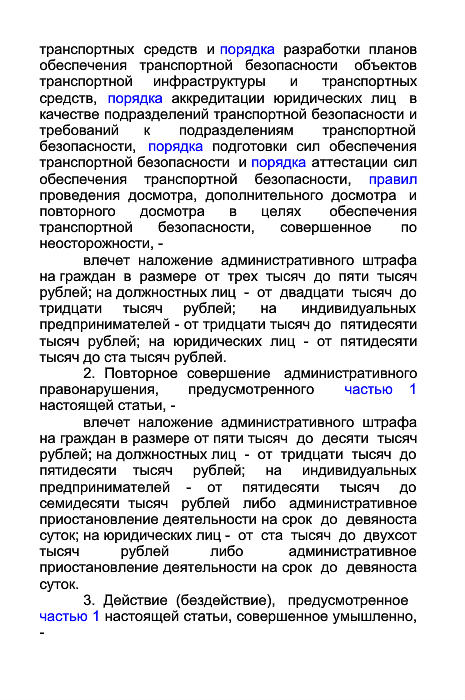 транспортных средств и порядка разработки планов
обеспечения транспортной безопасности объектов
транспортной инфраструктуры и транспортных
средств, порядка аккредитации юридических лиц в
качестве подразделений транспортной безопасности и
требований к подразделениям транспортной
безопасности, порядка подготовки сил обеспечения
транспортной безопасности и порядка аттестации сил
обеспечения транспортной безопасности, правил
проведения досмотра, дополнительного досмотра и
повторного досмотра в целях обеспечения
транспортной безопасности, совершенное по
неосторожности, -
влечет наложение административного штрафа
на граждан в размере от трех тысяч до пяти тысяч
рублей; на должностных лиц - от двадцати тысяч до
тридцати тысяч рублей; на индивидуальных
предпринимателей - от тридцати тысяч до пятидесяти
тысяч рублей; на юридических лиц - от пятидесяти
тысяч до ста тысяч рублей.
2. Повторное совершение административного
правонарушения, предусмотренного частью 1
настоящей статьи, -
влечет наложение административного штрафа
на граждан в размере от пяти тысяч до десяти тысяч
рублей; на должностных лиц - от тридцати тысяч до
пятидесяти тысяч рублей; на индивидуальных
предпринимателей - от пятидесяти тысяч до
семидесяти тысяч рублей либо административное
приостановление деятельности на срок до девяноста
суток; на юридических лиц - от ста тысяч до двухсот
тысяч рублей либо административное
приостановление деятельности на срок до девяноста
суток.
3. Действие (бездействие), предусмотренное
частью 1 настоящей статьи, совершенное умышленно,
-